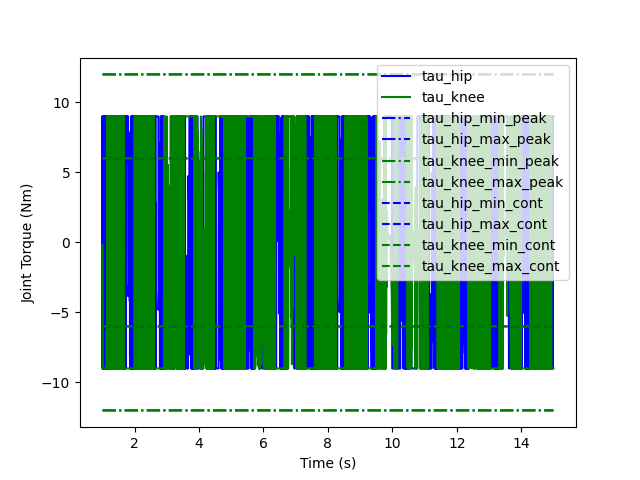 tau_hip
tau_knee
tau_hip_min_peak
tau_hip_max_peak
tau_knee_min_peak
tau_knee_max_peak
tau_hip_min_cont
tau_hip_max_cont
tau_knee_min_cont
tau_knee_max_cont
10
5
0
−5
−10
Joint Torque (Nm)
2 4 6 8 10 12 14
Time (s)